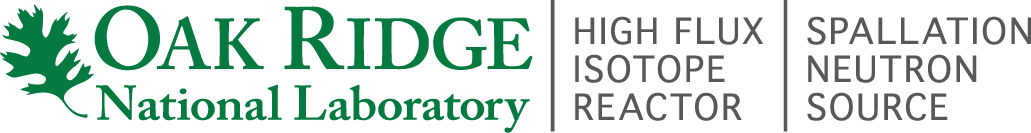 OAK RIDGE
National Laboratory
HIGH FLUX
ISOTOPE
REACTOR
SPALLATION
NEUTRON
SOURCE